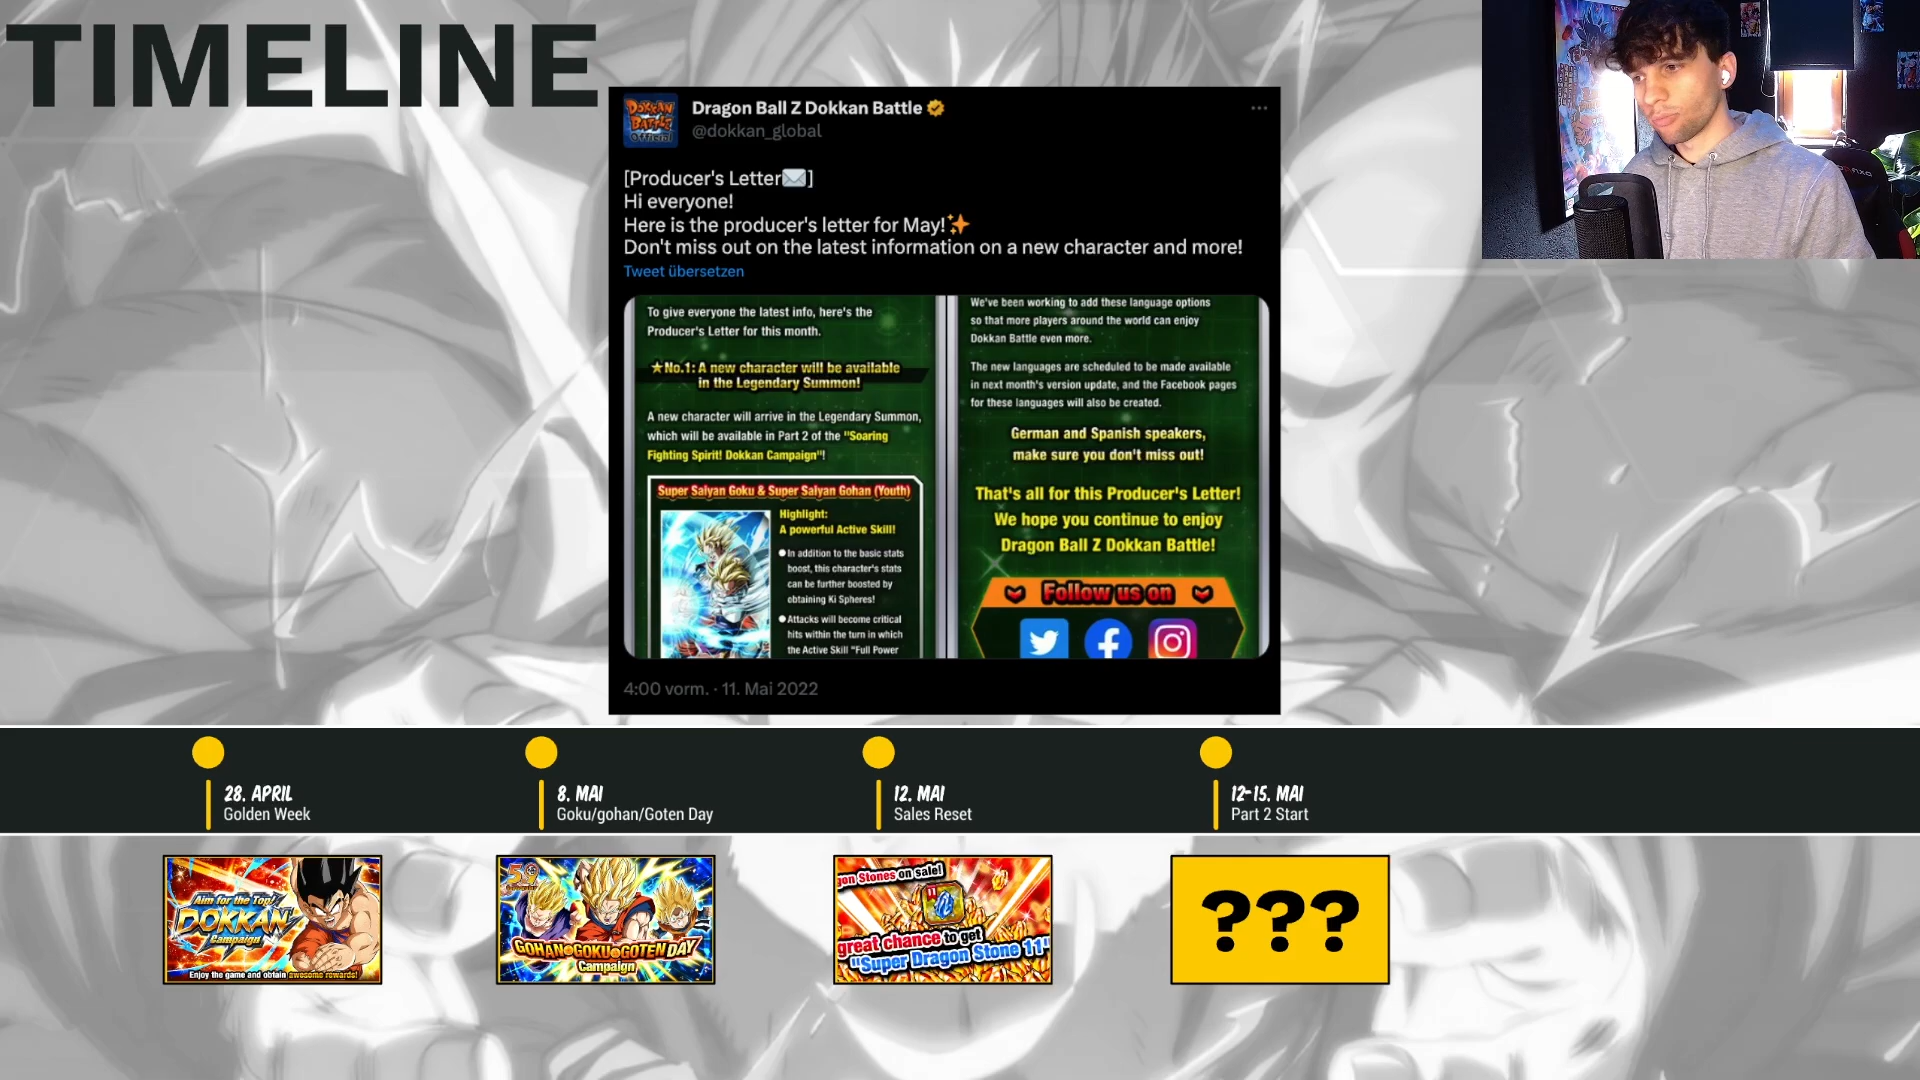 TIMELINE
Dragon Ball Z Dokkan Battle
@dokkan_global
[Producer's Letter✉️]
Hi everyone!
Here is the producer's letter for May!✨
Don't miss out on the latest information on a new character and more!
Tweet übersetzen
To give everyone the latest info, here's the
Producer's Letter for this month.
★No.1: A new character will be available
in the Legendary Summon!
A new character will arrive in the Legendary Summon,
which will be available in Part 2 of the "Soaring
Fighting Spirit! Dokkan Campaign"!
Super Saiyan Goku & Super Saiyan Gohan (Youth)
Highlight:
A powerful Active Skill!
●In addition to the basic stats
boost, this character's stats
can be further boosted by
obtaining Ki Spheres!
●Attacks will become critical
hits within the turn in which
the Active Skill "Full Power
We've been working to add these language options
so that more players around the world can enjoy
Dokkan Battle even more.
The new languages are scheduled to be made available
in next month's version update, and the Facebook pages
for these languages will also be created.
German and Spanish speakers,
make sure you don't miss out!
That's all for this Producer's Letter!
We hope you continue to enjoy
Dragon Ball Z Dokkan Battle!
Follow us on
4:00 vorm. · 11. Mai 2022
28. APRIL
Golden Week
8. MAI
Goku/gohan/Goten Day
12. MAI
Sales Reset
12-15. MAI
Part 2 Start
Aim for the Top!
DOKKAN
Campaign
Enjoy the game and obtain awesome rewards!
GOHAN●GOKU●GOTEN DAY
Campaign
gon Stones on sale!
11
great chance to get
"Super Dragon Stone 11"
???